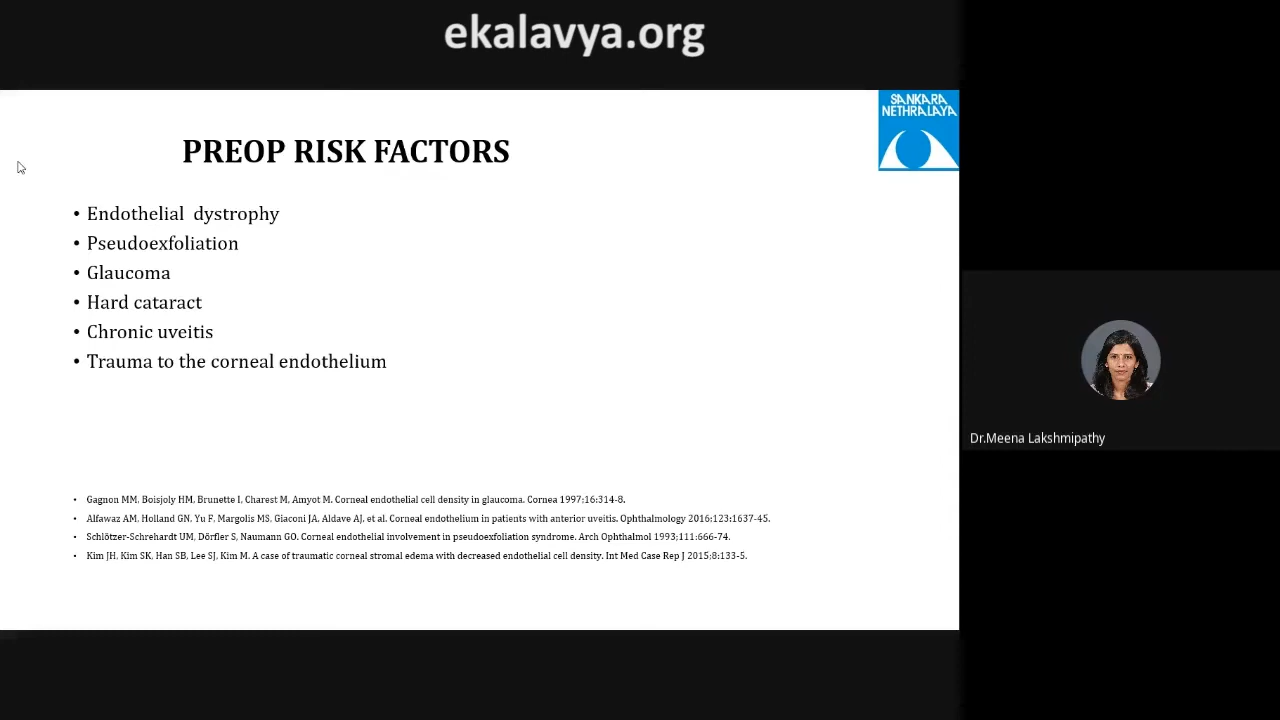 ekalavya.org
SANKARA
NETHRALAYA
PREOP RISK FACTORS
• Endothelial dystrophy
• Pseudoexfoliation
• Glaucoma
• Hard cataract
• Chronic uveitis
• Trauma to the corneal endothelium
Dr.Meena Lakshmipathy
• Gagnon MM, Boisjoly HM, Brunette I, Charest M, Amyot M. Corneal endothelial cell density in glaucoma. Cornea 1997;16:314-8.
• Alfawaz AM, Holland GN, Yu F, Margolis MS, Giaconi JA, Aldave AJ, et al. Corneal endothelium in patients with anterior uveitis. Ophthalmology 2016;123:1637-45.
• Schlötzer-Schrehardt UM, Dörfler S, Naumann GO. Corneal endothelial involvement in pseudoexfoliation syndrome. Arch Ophthalmol 1993;111:666-74.
• Kim JH, Kim SK, Han SB, Lee SJ, Kim M. A case of traumatic corneal stromal edema with decreased endothelial cell density. Int Med Case Rep J 2015;8:133-5.